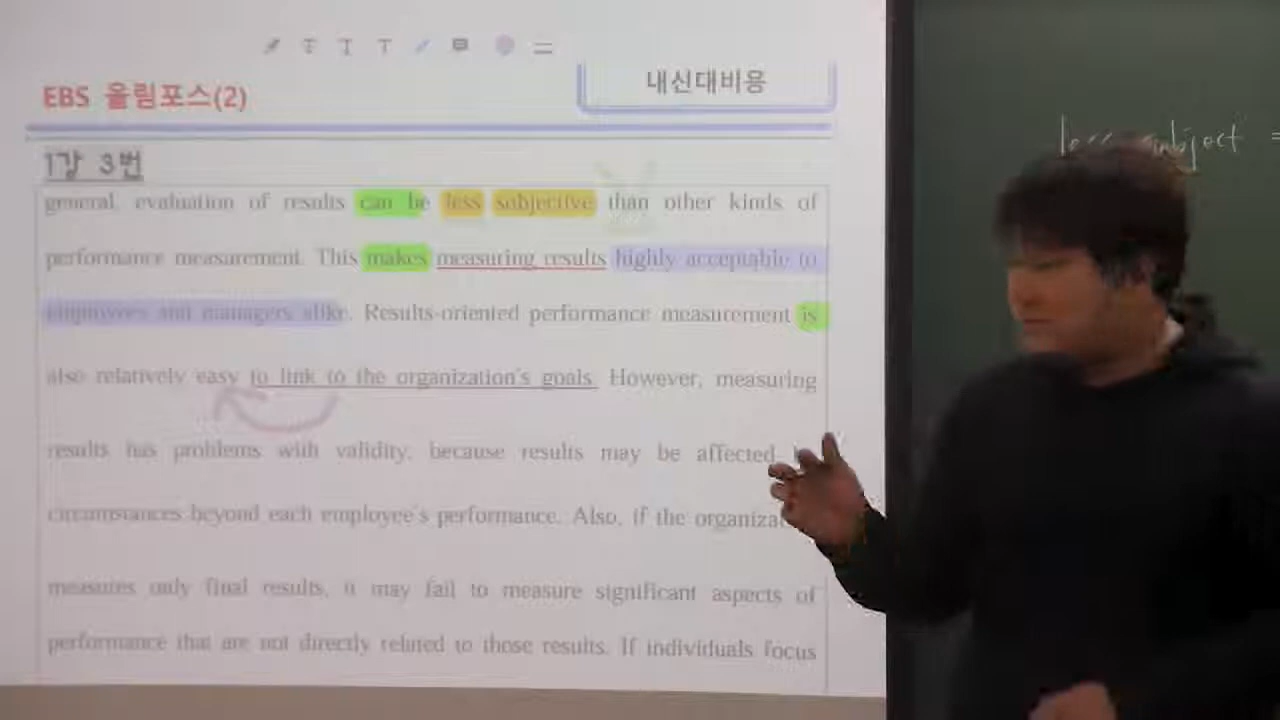 내신대비용
EBS 올림포스(2)
1강 3번
general, evaluation of results can be less subjective than other kinds of
performance measurement. This makes measuring results highly acceptable to
employees and managers alike. Results-oriented performance measurement is
also relatively easy to link to the organization's goals. However, measuring
results has problems with validity, because results may be affected
circumstances beyond each employee's performance. Also, if the
measures only final results, it may fail to measure significant aspects of
performance that are not directly related to those results. If individuals focus
less subject =